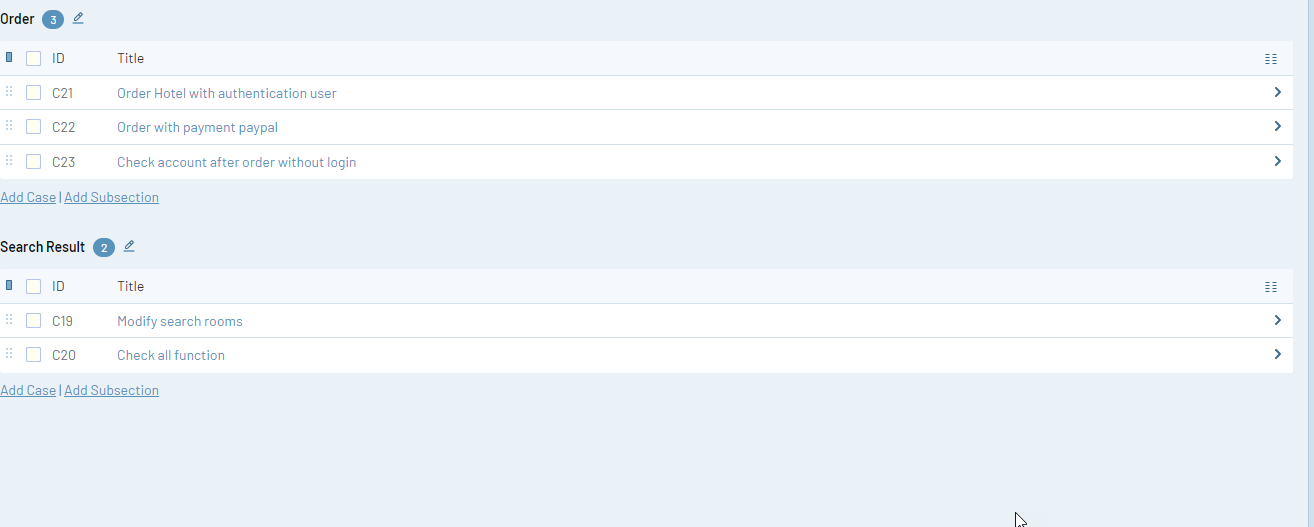 Order 3
ID Title
C21 Order Hotel with authentication user
C22 Order with payment paypal
C23 Check account after order without login
Add Case | Add Subsection
Search Result 2
ID Title
C19 Modify search rooms
C20 Check all function
Add Case | Add Subsection